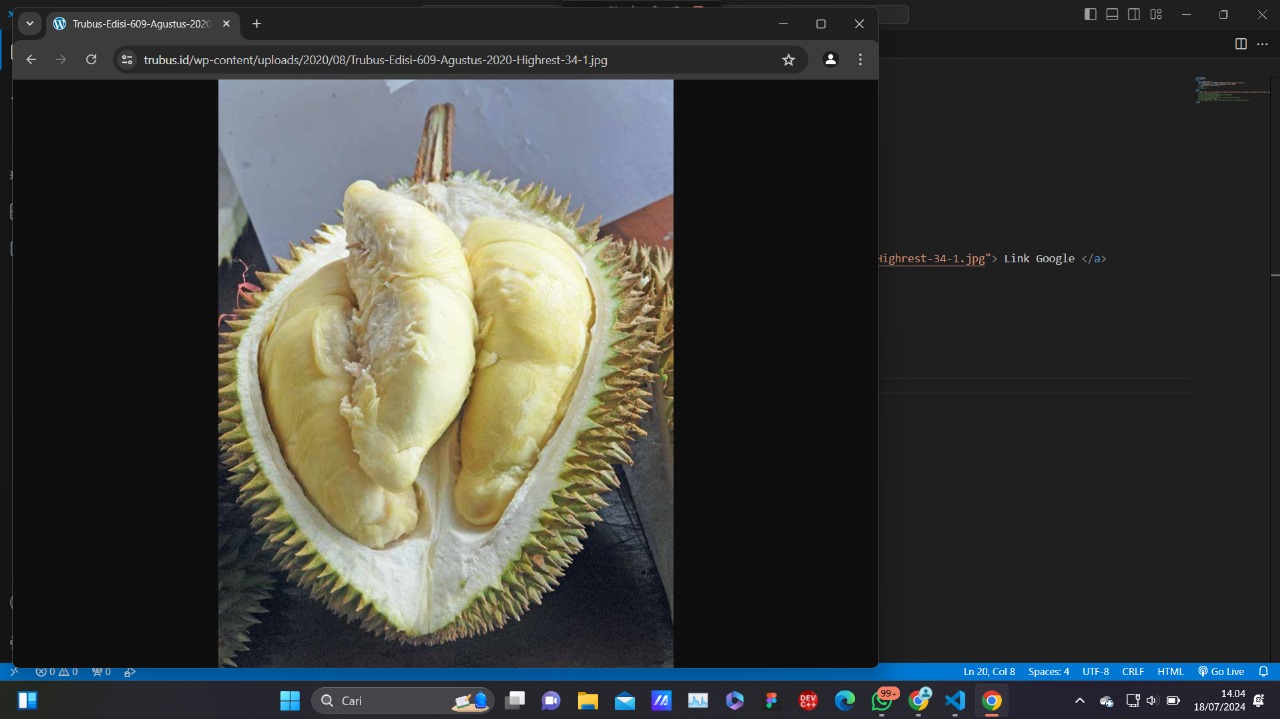 Trubus-Edisi-609-Agustus-2020
trubus.id/wp-content/uploads/2020/08/Trubus-Edisi-609-Agustus-2020-Highrest-34-1.jpg
Highrest-34-1.jpg"> Link Google </a>
0 0 0
Ln 20, Col 8 Spaces: 4 UTF-8 CRLF HTML Go Live
Cari
DEV C++
99+
14.04
18/07/2024